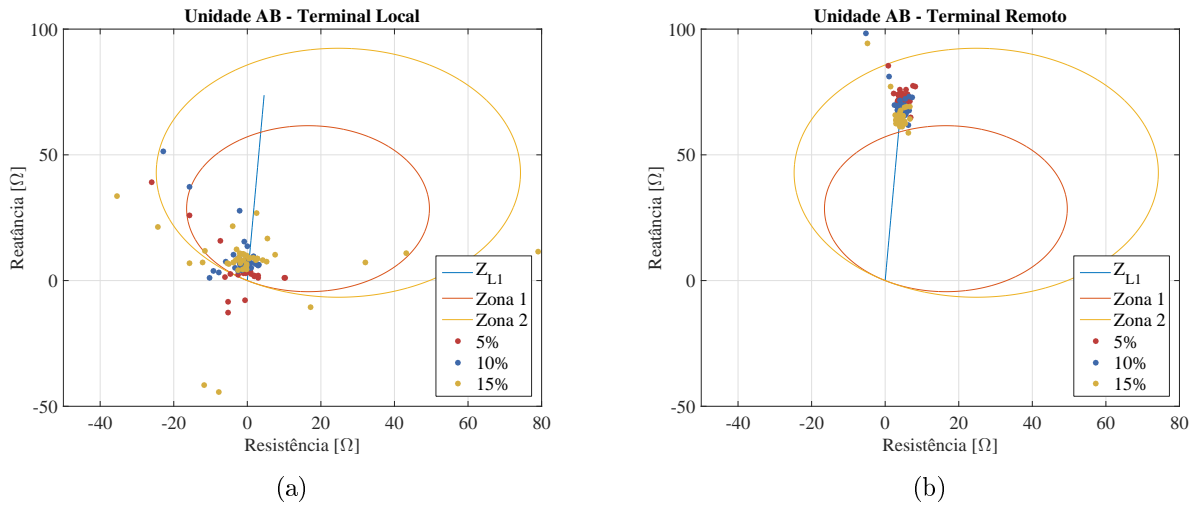 Unidade AB - Terminal Local
100
50
0
-50
-40
-20
0
20
40
60
80
Reatância [Ω]
Resistência [Ω]
Z_L1
Zona 1
Zona 2
5%
10%
15%
(a)
Unidade AB - Terminal Remoto
100
50
0
-50
-40
-20
0
20
40
60
80
Reatância [Ω]
Resistência [Ω]
Z_L1
Zona 1
Zona 2
5%
10%
15%
(b)